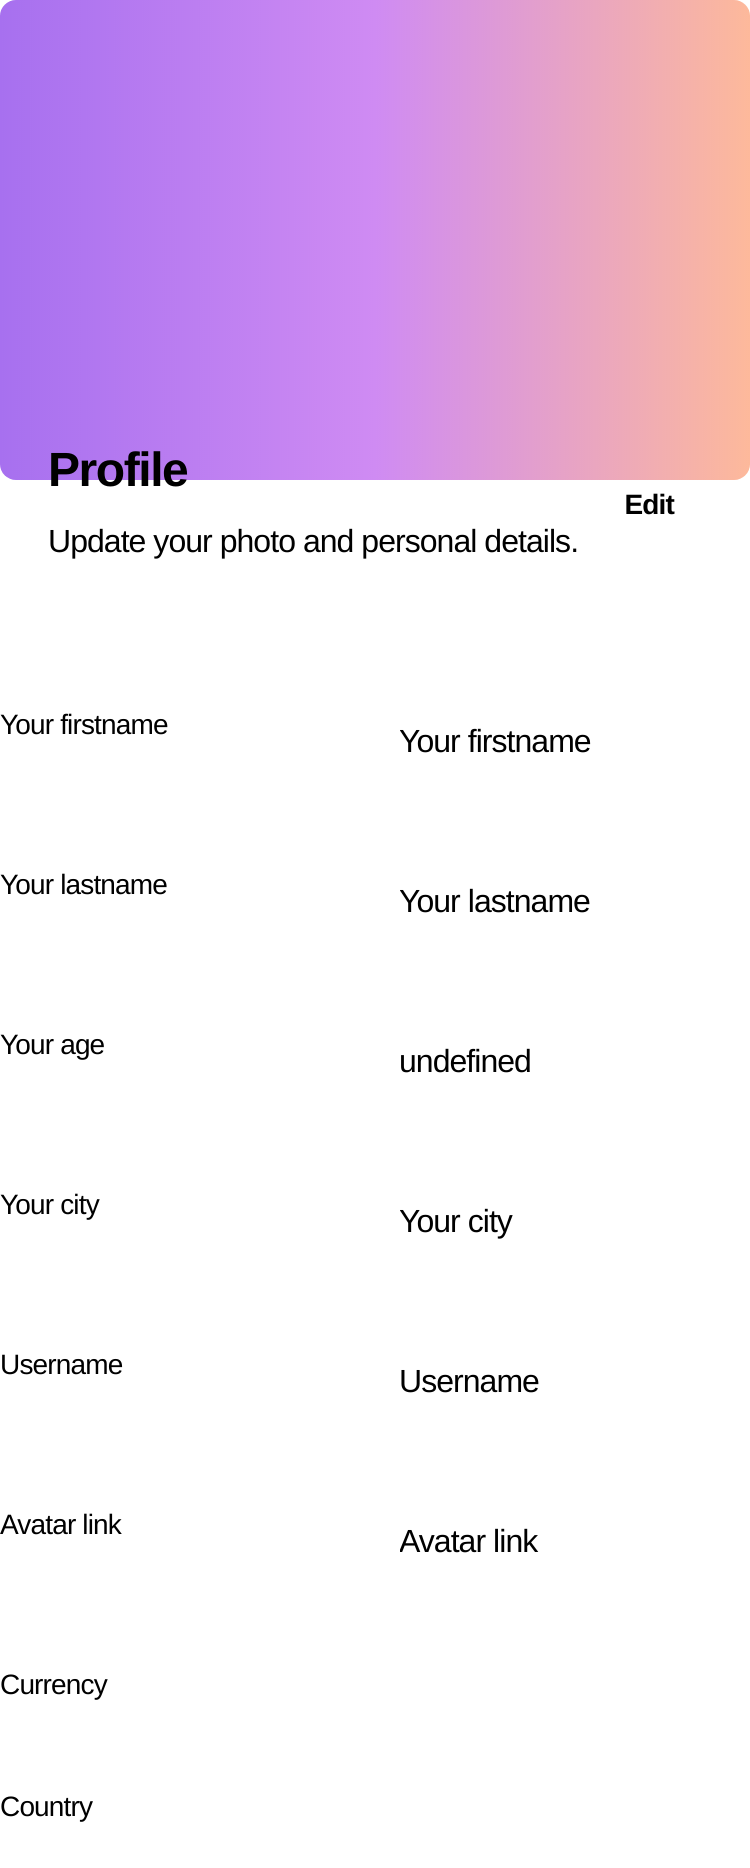 Profile
Edit
Update your photo and personal details.
Your firstname
Your firstname
Your lastname
Your lastname
Your age
undefined
Your city
Your city
Username
Username
Avatar link
Avatar link
Currency
Country